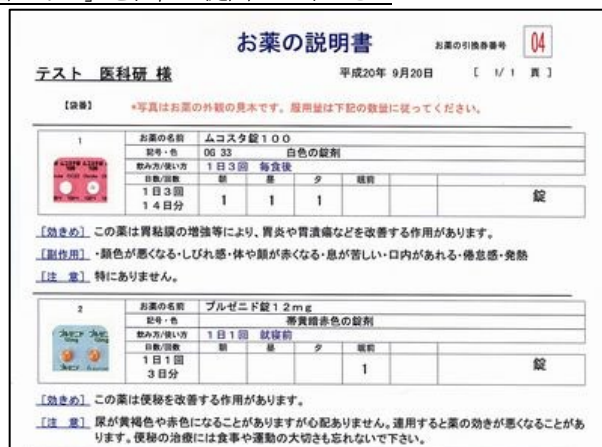 お薬の説明書
お薬の引換券番号 04
テスト 医科研 様 平成20年 9月20日 [ 1/ 1 頁 ]
【袋番】 *写真はお薬の外観の見本です。服用量は下記の数量に従ってください。
1 お薬の名前 ムコスタ錠100
記号・色 OG 33 白色の錠剤
飲み方/使い方 1日3回 毎食後
日数/回数 朝 昼 夕 眠前
1日3回 14日分 1 1 1 錠
[効きめ] この薬は胃粘膜の増強等により、胃炎や胃潰瘍などを改善する作用があります。
[副作用] ・顔色が悪くなる・しびれ感・体や顔が赤くなる・息が苦しい・口内があれる・倦怠感・発熱
[注 意] 特にありません。
2 お薬の名前 プルゼニド錠12mg
記号・色 帯黄暗赤色の錠剤
飲み方/使い方 1日1回 就寝前
日数/回数 朝 昼 夕 眠前
1日1回 3日分 1 錠
[効きめ] この薬は便秘を改善する作用があります。
[注 意] 尿が黄褐色や赤色になることがありますが心配ありません。連用すると薬の効きが悪くなることがあ
ります。便秘の治療には食事や運動の大切さも忘れないで下さい。